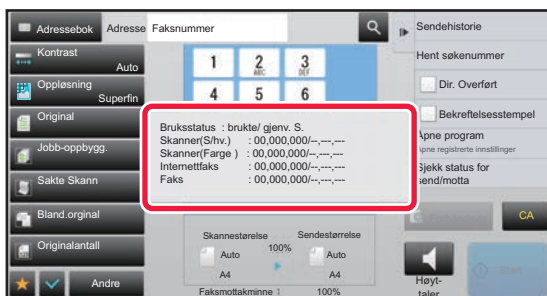 Adressebok
Adresse
Faksnummer
Sendehistorie
Kontrast
Auto
1
2
ABC
3
DEF
Hent søkenummer
Oppløsning
Superfin
4
5
6
Dir. Overført
Original
Bekreftelsesstempel
Bruksstatus : brukte/ gjenv. S.
Skanner(S/hv.) : 00,000,000/--,---,---
Skanner(Farge ) : 00,000,000/--,---,---
Internettfaks : 00,000,000/--,---,---
Faks : 00,000,000/--,---,---
Jobb-oppbygg.
Åpne program
Åpne registrerte innstillinger
Sjekk status for
send/motta
Sakte Skann
Bland.orginal
CA
Originalantall
Skannestørelse
Sendestørrelse
100%
Auto
Auto
A4
A4
Andre
Faksmottakminne :
100%
Høyt-
taler
Start